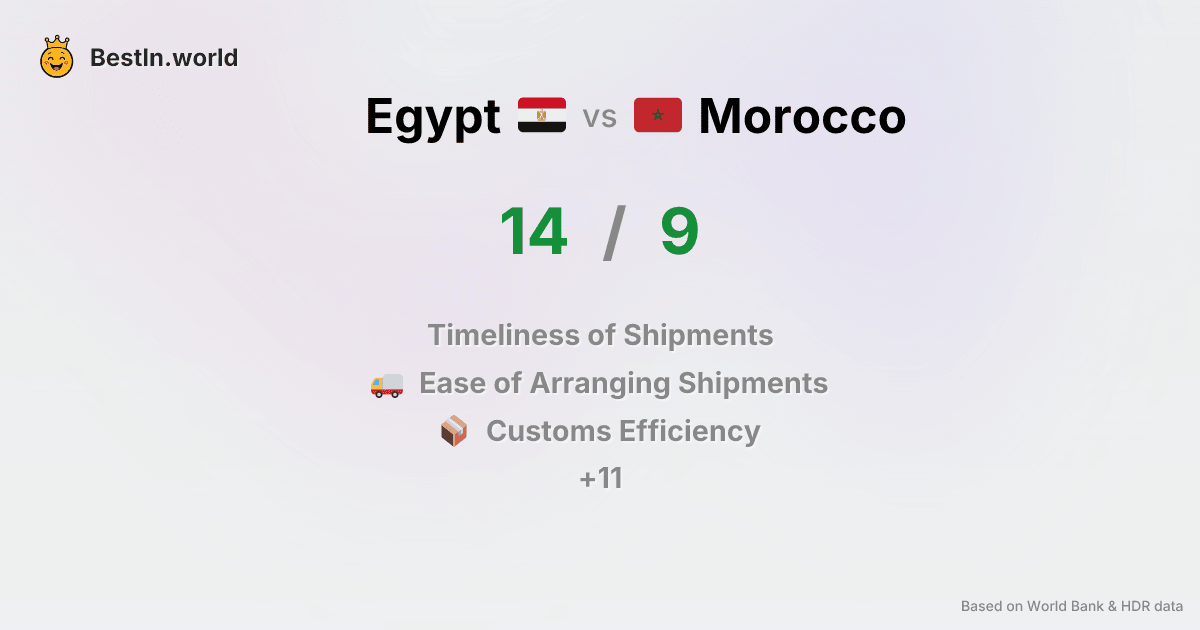 BestIn.world
Egypt vs Morocco
14 / 9
Timeliness of Shipments
Ease of Arranging Shipments
Customs Efficiency
+11
Based on World Bank & HDR data